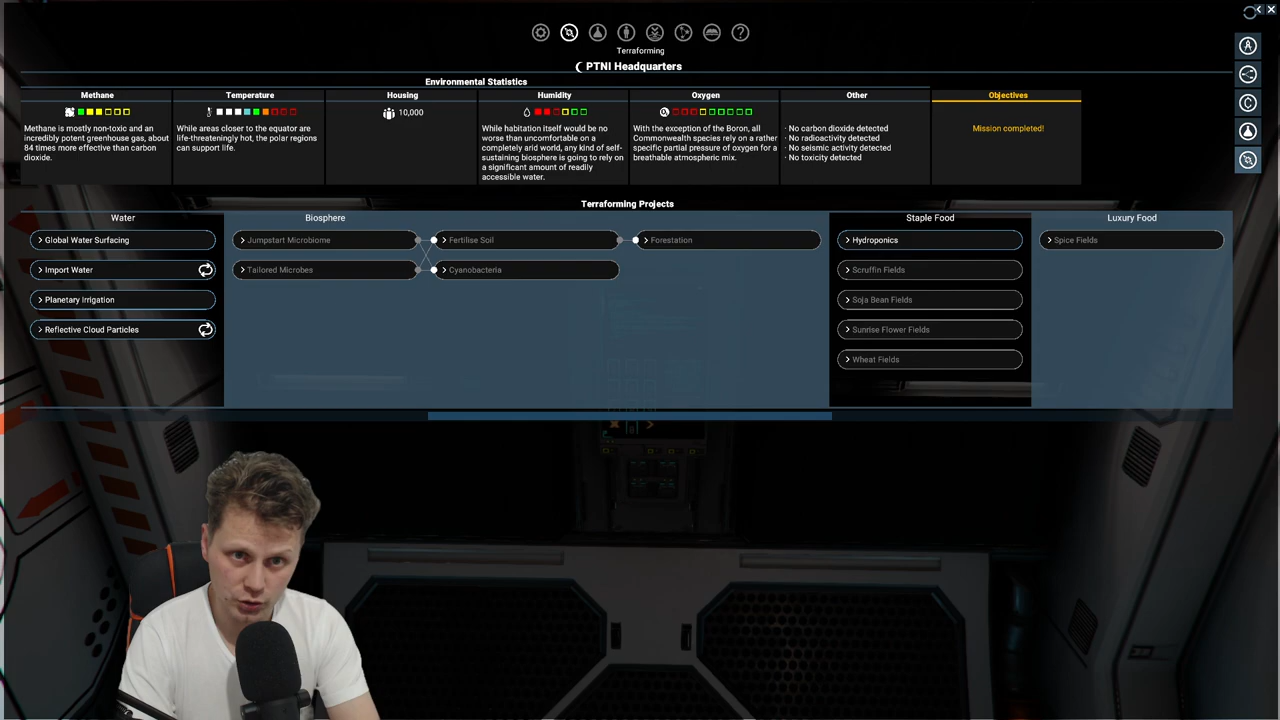 Terraforming
PTNI Headquarters
Environmental Statistics
Methane
Temperature
Housing
Humidity
Oxygen
Other
Objectives
Methane is mostly non-toxic and an
incredibly potent greenhouse gas, about
84 times more effective than carbon
dioxide.
While areas closer to the equator are
life-threateningly hot, the polar regions
can support life.
10,000
While habitation itself would be no
worse than uncomfortable on a
completely arid world, any kind of self-
sustaining biosphere is going to rely on
a significant amount of readily
accessible water.
With the exception of the Boron, all
Commonwealth species rely on a rather
specific partial pressure of oxygen for a
breathable atmospheric mix.
· No carbon dioxide detected
· No radioactivity detected
· No seismic activity detected
· No toxicity detected
Mission completed!
Terraforming Projects
Water
Biosphere
Staple Food
Luxury Food
Global Water Surfacing
Jumpstart Microbiome
Fertilise Soil
Forestation
Hydroponics
Spice Fields
Import Water
Tailored Microbes
Cyanobacteria
Scruffin Fields
Planetary Irrigation
Soja Bean Fields
Reflective Cloud Particles
Sunrise Flower Fields
Wheat Fields